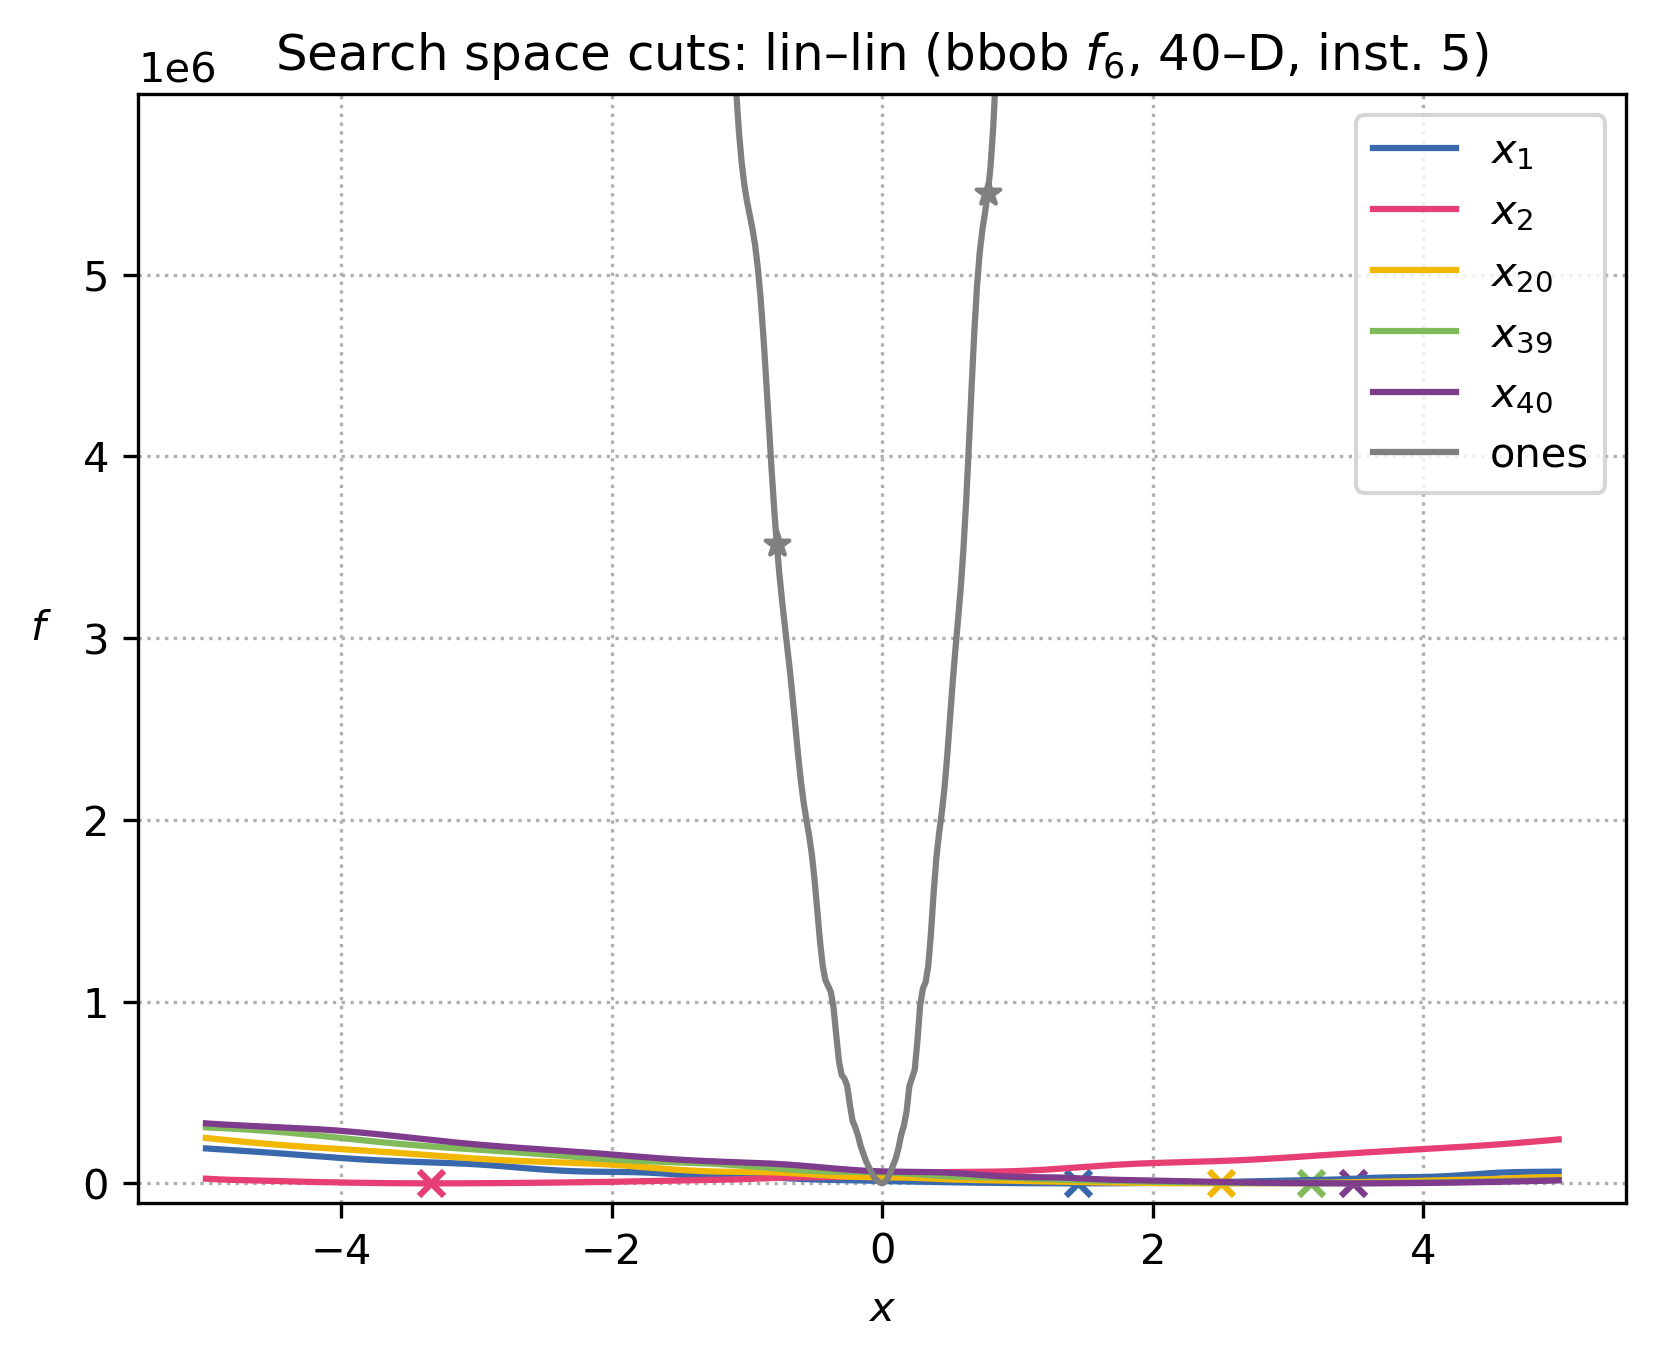 Search space cuts: lin–lin (bbob f₆, 40–D, inst. 5)
1e6
x₁
x₂
x₂₀
x₃₉
x₄₀
ones
5
4
3
2
1
0
f
−4 −2 0 2 4
x